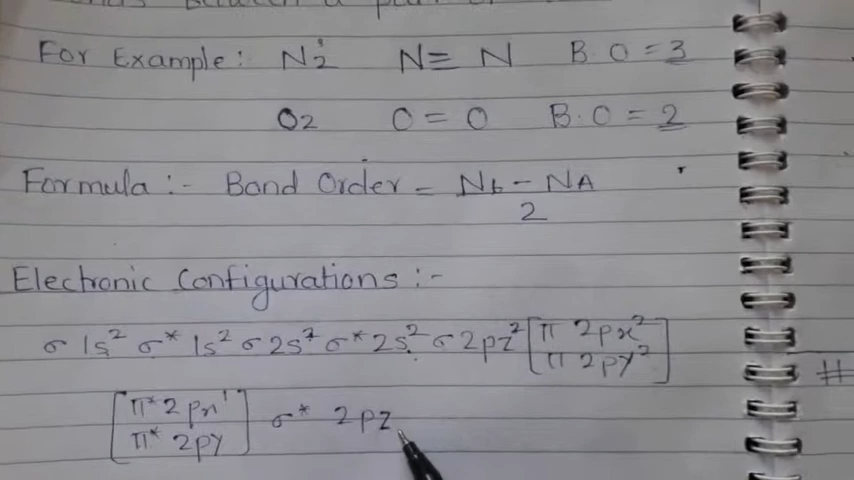 For Example: N2 N≡N B.O = 3
O2 O=O B.O = 2
Formula:- Bond Order = Nb - NA
2
Electronic Configurations:-
σ 1s² σ* 1s² σ 2s² σ* 2s² σ 2pz² [π 2px²
π 2py²]
[π* 2px¹ σ* 2pz
π* 2py]
#